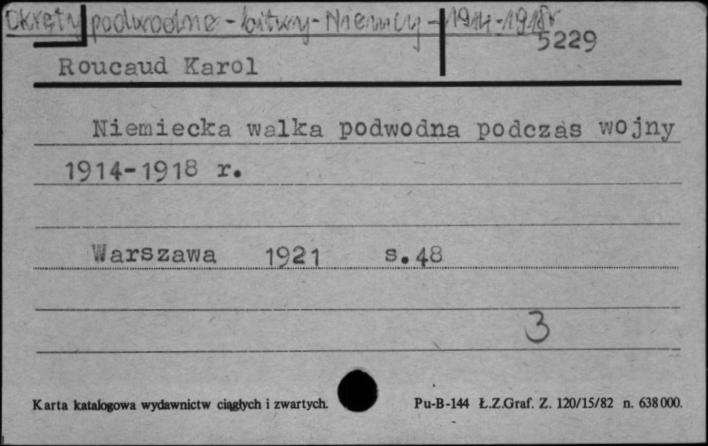 Okręty podwodne - bitwy - Niemcy - 1914-1918r
5229
Roucaud Karol
Niemiecka walka podwodna podczas wojny
1914-1918 r.
Warszawa 1921 s.48
3
Karta katalogowa wydawnictw ciągłych i zwartych. Pu-B-144 Ł.Z.Graf. Z. 120/15/82 n. 638000.